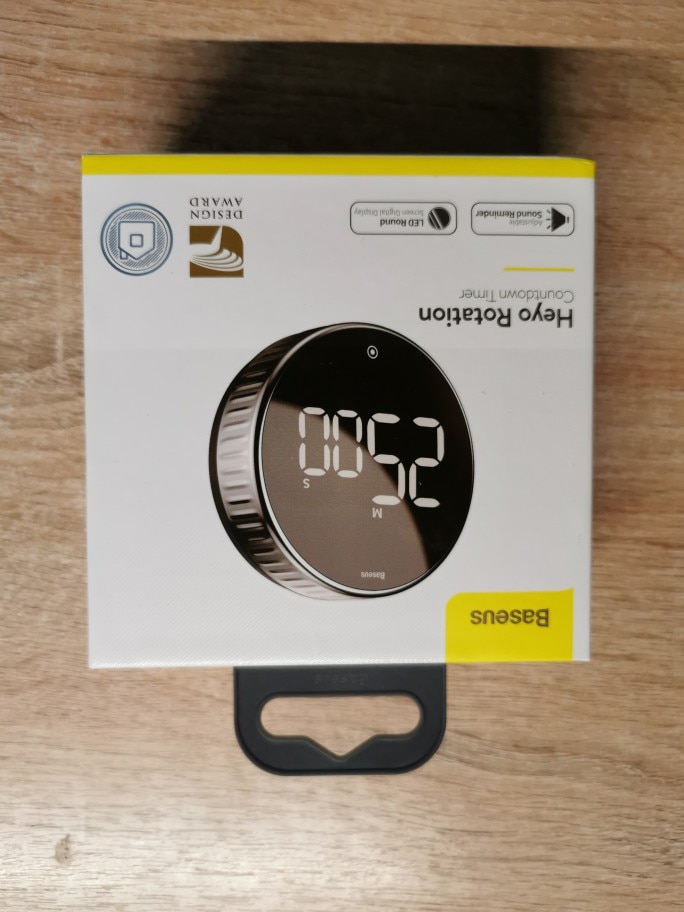 Baseus
Baseus
M
S
25 00
Heyo Rotation
Countdown Timer
Adjustable
Sound Reminder
LED Round
Screen Digital Display
DESIGN
AWARD